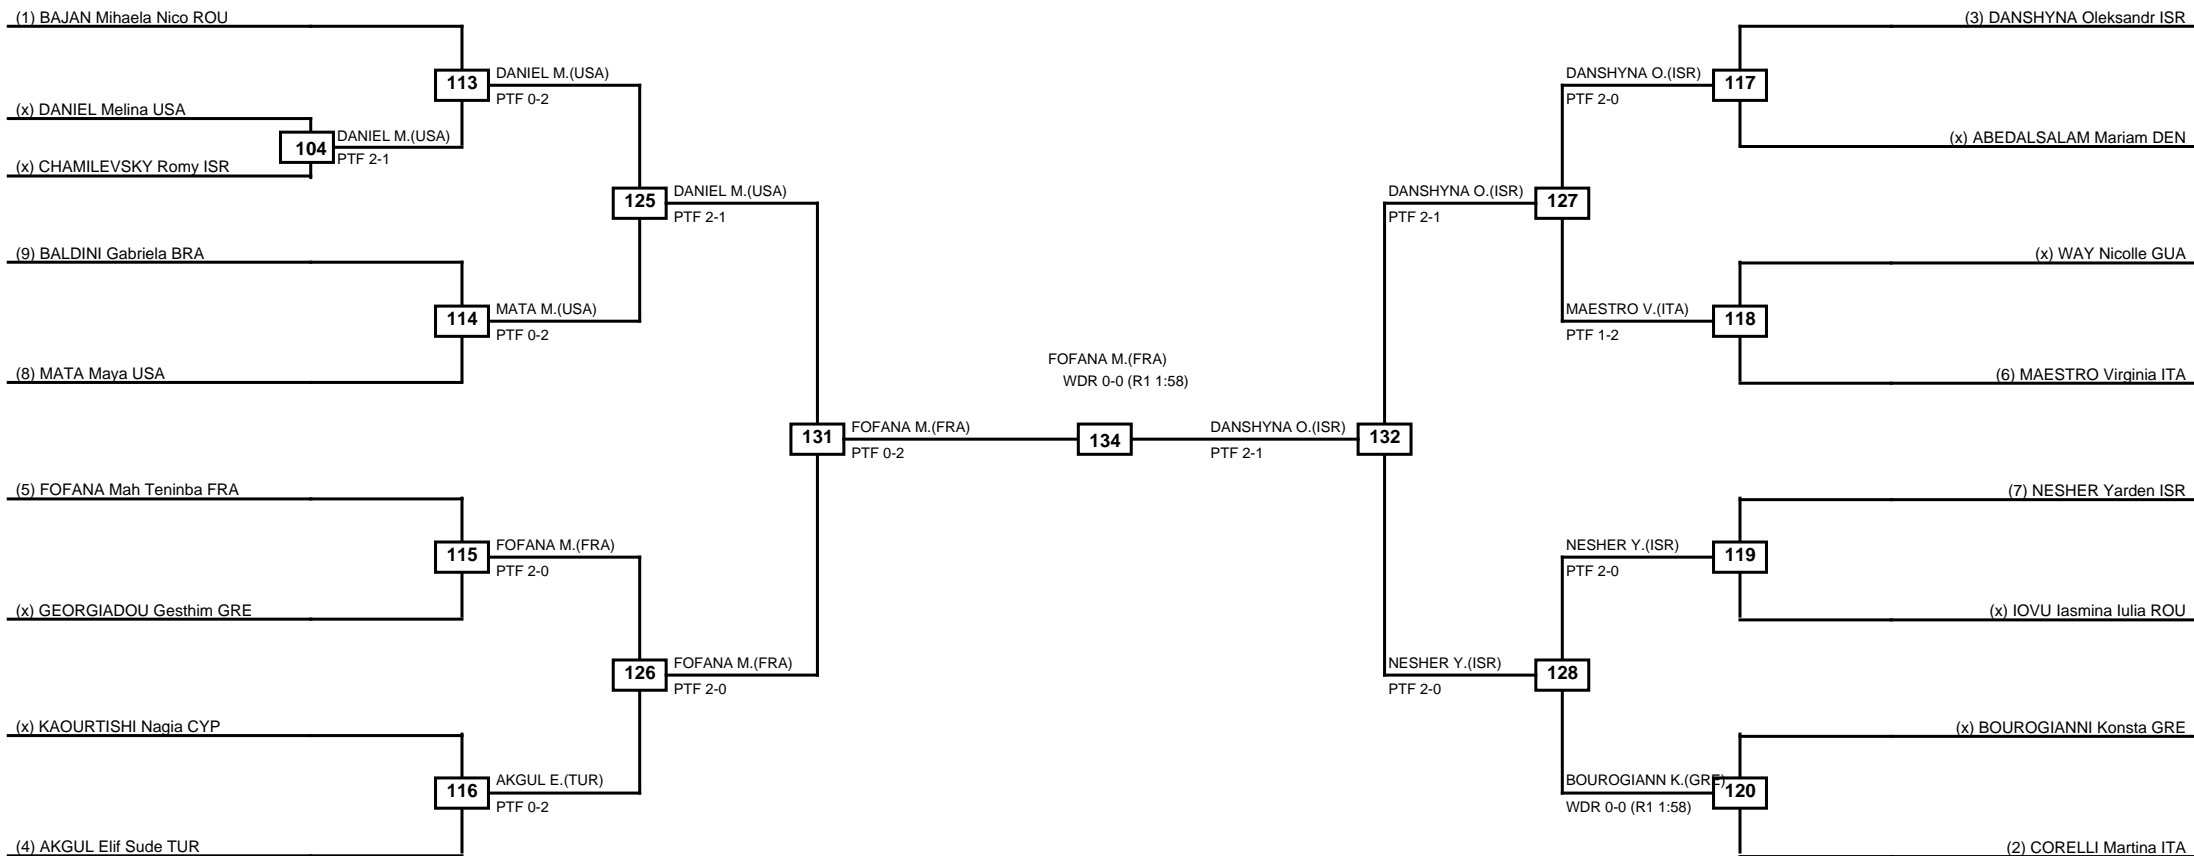 (1) BAJAN Mihaela Nico ROU
(3) DANSHYNA Oleksandr ISR
113
DANIEL M.(USA)
PTF 0-2
DANSHYNA O.(ISR)
PTF 2-0
117
(x) DANIEL Melina USA
104
DANIEL M.(USA)
PTF 2-1
(x) ABEDALSALAM Mariam DEN
(x) CHAMILEVSKY Romy ISR
125
DANIEL M.(USA)
PTF 2-1
DANSHYNA O.(ISR)
PTF 2-1
127
(9) BALDINI Gabriela BRA
(x) WAY Nicolle GUA
114
MATA M.(USA)
PTF 0-2
MAESTRO V.(ITA)
PTF 1-2
118
(8) MATA Maya USA
(6) MAESTRO Virginia ITA
FOFANA M.(FRA)
WDR 0-0 (R1 1:58)
131
FOFANA M.(FRA)
PTF 0-2
134
DANSHYNA O.(ISR)
PTF 2-1
132
(5) FOFANA Mah Teninba FRA
(7) NESHER Yarden ISR
115
FOFANA M.(FRA)
PTF 2-0
NESHER Y.(ISR)
PTF 2-0
119
(x) GEORGIADOU Gesthim GRE
(x) IOVU Iasmina Iulia ROU
126
FOFANA M.(FRA)
PTF 2-0
NESHER Y.(ISR)
PTF 2-0
128
(x) KAOURTISHI Nagia CYP
(x) BOUROGIANNI Konsta GRE
116
AKGUL E.(TUR)
PTF 0-2
BOUROGIANN K.(GRE)
WDR 0-0 (R1 1:58)
120
(4) AKGUL Elif Sude TUR
(2) CORELLI Martina ITA